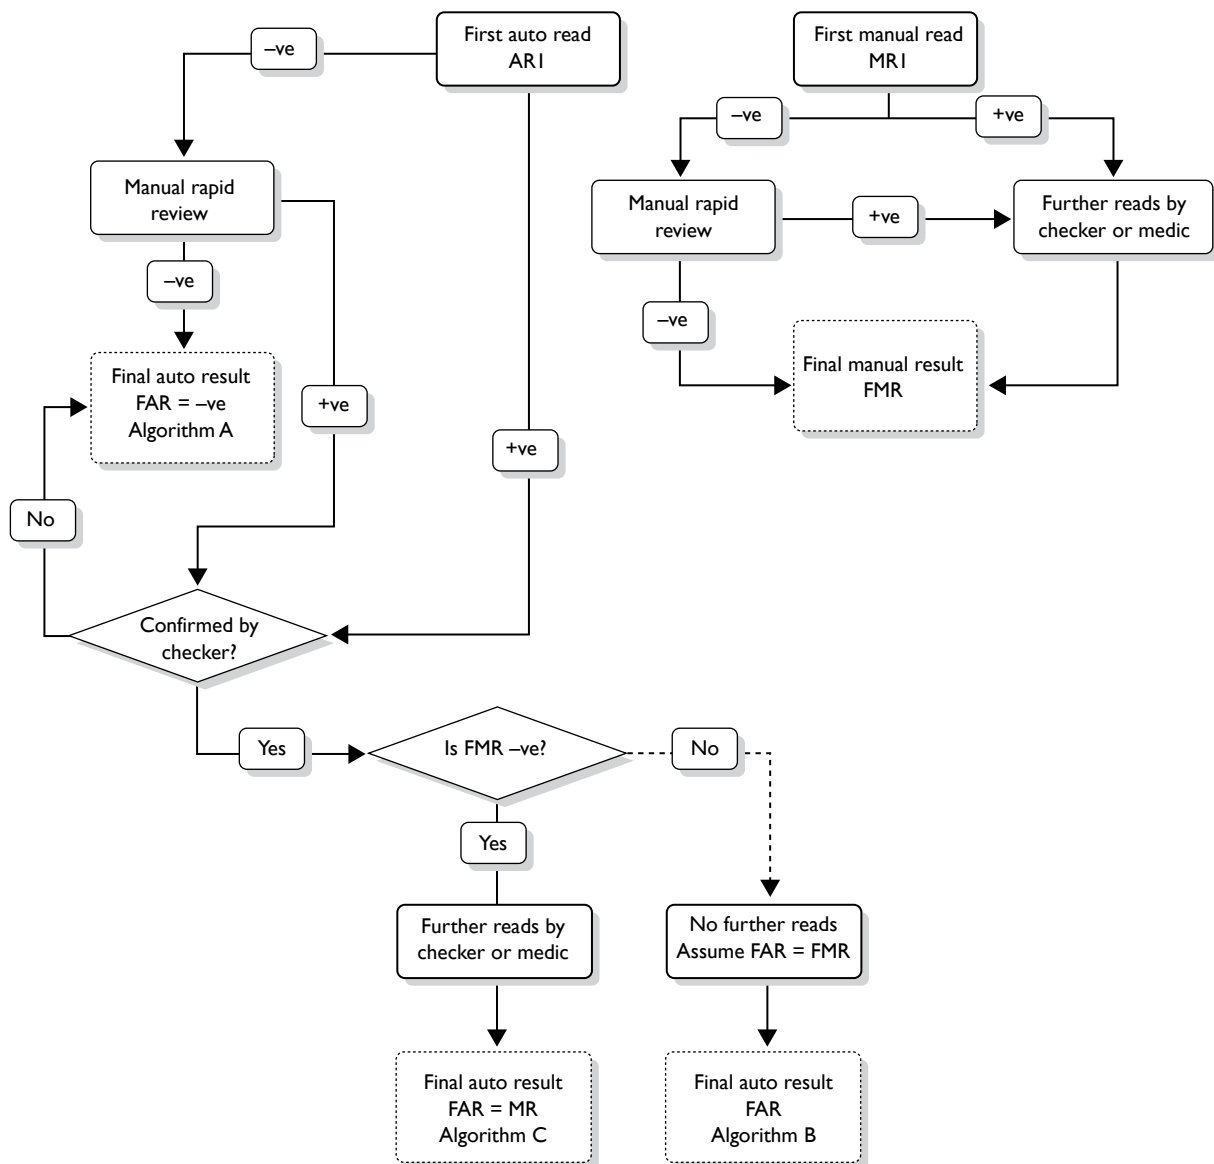 First auto read
AR1
–ve
First manual read
MR1
–ve
+ve
Manual rapid
review
Manual rapid
review
+ve
Further reads by
checker or medic
–ve
–ve
Final auto result
FAR = –ve
Algorithm A
+ve
Final manual result
FMR
+ve
No
Confirmed by
checker?
Yes
Is FMR –ve?
No
Yes
Further reads by
checker or medic
No further reads
Assume FAR = FMR
Final auto result
FAR = MR
Algorithm C
Final auto result
FAR
Algorithm B